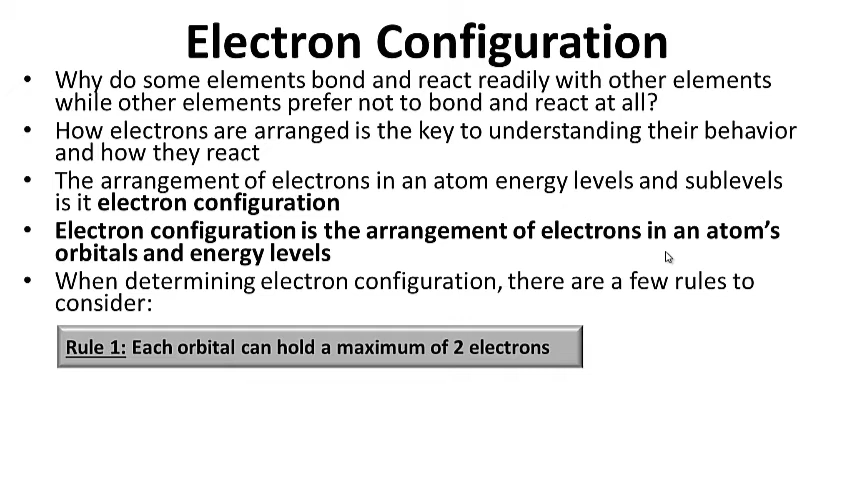 Electron Configuration
• Why do some elements bond and react readily with other elements
while other elements prefer not to bond and react at all?
• How electrons are arranged is the key to understanding their behavior
and how they react
• The arrangement of electrons in an atom energy levels and sublevels
is it electron configuration
• Electron configuration is the arrangement of electrons in an atom's
orbitals and energy levels
• When determining electron configuration, there are a few rules to
consider:
Rule 1: Each orbital can hold a maximum of 2 electrons